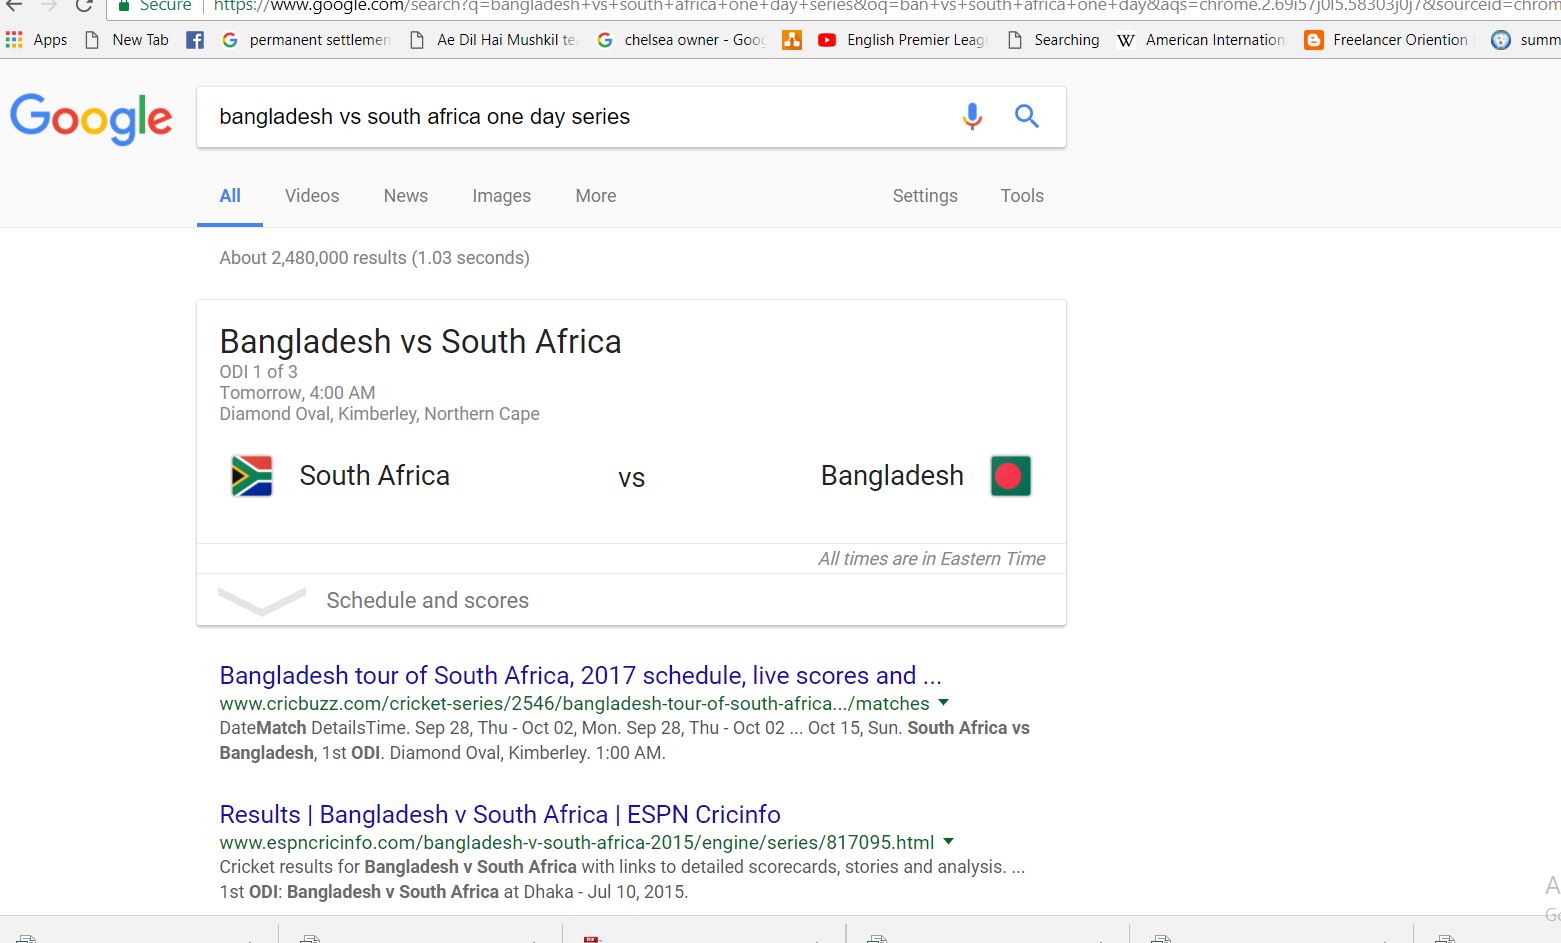 Secure https://www.google.com/search?q=bangladesh+vs+south+africa+one+day+series&oq=ban+vs+south+africa+one+day&aqs=chrome.2.69i57j0l5.58303j0j7&sourceid=chrom
Apps New Tab permanent settlemen Ae Dil Hai Mushkil te chelsea owner - Goog English Premier Leagu Searching American Internation Freelancer Oriention summ
Google bangladesh vs south africa one day series
All Videos News Images More Settings Tools
About 2,480,000 results (1.03 seconds)
Bangladesh vs South Africa
ODI 1 of 3
Tomorrow, 4:00 AM
Diamond Oval, Kimberley, Northern Cape
South Africa vs Bangladesh
All times are in Eastern Time
Schedule and scores
Bangladesh tour of South Africa, 2017 schedule, live scores and ...
www.cricbuzz.com/cricket-series/2546/bangladesh-tour-of-south-africa.../matches
DateMatch DetailsTime. Sep 28, Thu - Oct 02, Mon. Sep 28, Thu - Oct 02 ... Oct 15, Sun. South Africa vs
Bangladesh, 1st ODI. Diamond Oval, Kimberley. 1:00 AM.
Results | Bangladesh v South Africa | ESPN Cricinfo
www.espncricinfo.com/bangladesh-v-south-africa-2015/engine/series/817095.html
Cricket results for Bangladesh v South Africa with links to detailed scorecards, stories and analysis. ...
1st ODI: Bangladesh v South Africa at Dhaka - Jul 10, 2015.